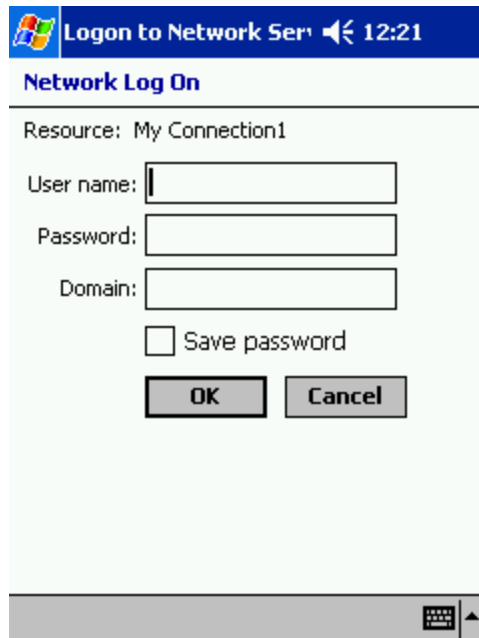 Logon to Network Ser 12:21
Network Log On
Resource: My Connection1
User name:
Password:
Domain:
Save password
OK Cancel